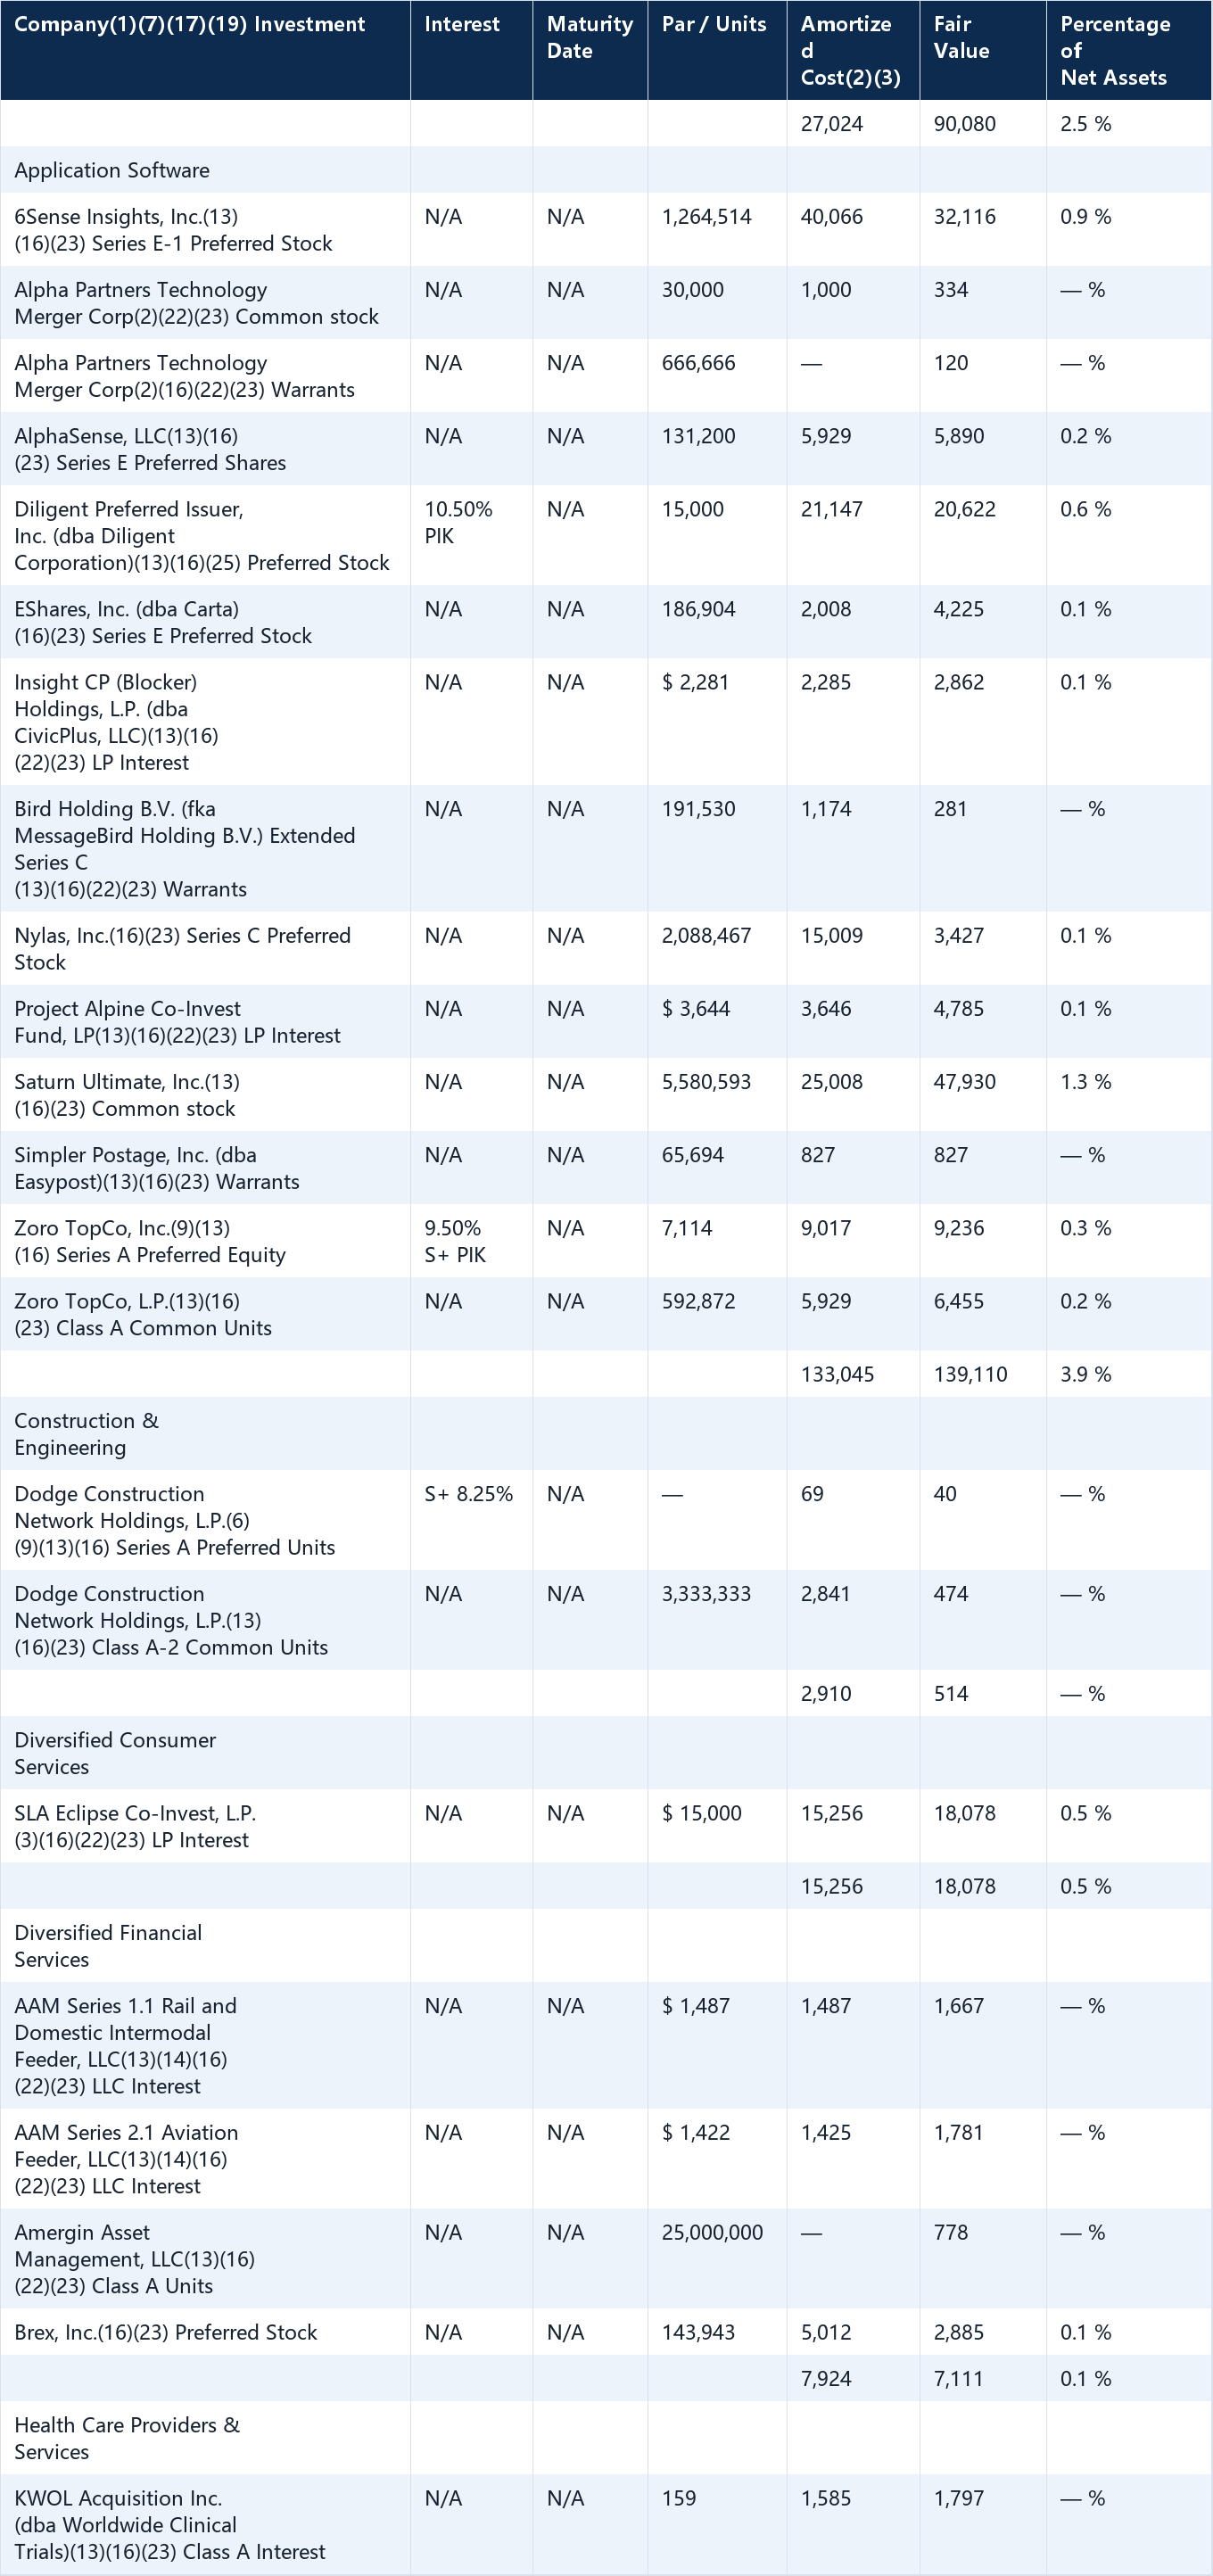 Company(1)(7)(17)(19) Investment Interest Maturity Date Par / Units Amortize d Cost(2)(3) Fair Value Percentage of Net Assets
27,024 90,080 2.5 %
Application Software
6Sense Insights, Inc.(13)
(16)(23) Series E-1 Preferred Stock N/A N/A 1,264,514 40,066 32,116 0.9 %
Alpha Partners Technology
Merger Corp(2)(22)(23) Common stock N/A N/A 30,000 1,000 334 — %
Alpha Partners Technology
Merger Corp(2)(16)(22)(23) Warrants N/A N/A 666,666 — 120 — %
AlphaSense, LLC(13)(16)
(23) Series E Preferred Shares N/A N/A 131,200 5,929 5,890 0.2 %
Diligent Preferred Issuer,
Inc. (dba Diligent
Corporation)(13)(16)(25) Preferred Stock 10.50% PIK N/A 15,000 21,147 20,622 0.6 %
EShares, Inc. (dba Carta)
(16)(23) Series E Preferred Stock N/A N/A 186,904 2,008 4,225 0.1 %
Insight CP (Blocker)
Holdings, L.P. (dba
CivicPlus, LLC)(13)(16)
(22)(23) LP Interest N/A N/A $ 2,281 2,285 2,862 0.1 %
Bird Holding B.V. (fka
MessageBird Holding B.V.) Extended
Series C
(13)(16)(22)(23) Warrants N/A N/A 191,530 1,174 281 — %
Nylas, Inc.(16)(23) Series C Preferred
Stock N/A N/A 2,088,467 15,009 3,427 0.1 %
Project Alpine Co-Invest
Fund, LP(13)(16)(22)(23) LP Interest N/A N/A $ 3,644 3,646 4,785 0.1 %
Saturn Ultimate, Inc.(13)
(16)(23) Common stock N/A N/A 5,580,593 25,008 47,930 1.3 %
Simpler Postage, Inc. (dba
Easypost)(13)(16)(23) Warrants N/A N/A 65,694 827 827 — %
Zoro TopCo, Inc.(9)(13)
(16) Series A Preferred Equity 9.50% S+ PIK N/A 7,114 9,017 9,236 0.3 %
Zoro TopCo, L.P.(13)(16)
(23) Class A Common Units N/A N/A 592,872 5,929 6,455 0.2 %
133,045 139,110 3.9 %
Construction &
Engineering
Dodge Construction
Network Holdings, L.P.(6)
(9)(13)(16) Series A Preferred Units S+ 8.25% N/A — 69 40 — %
Dodge Construction
Network Holdings, L.P.(13)
(16)(23) Class A-2 Common Units N/A N/A 3,333,333 2,841 474 — %
2,910 514 — %
Diversified Consumer
Services
SLA Eclipse Co-Invest, L.P.
(3)(16)(22)(23) LP Interest N/A N/A $ 15,000 15,256 18,078 0.5 %
15,256 18,078 0.5 %
Diversified Financial
Services
AAM Series 1.1 Rail and
Domestic Intermodal
Feeder, LLC(13)(14)(16)
(22)(23) LLC Interest N/A N/A $ 1,487 1,487 1,667 — %
AAM Series 2.1 Aviation
Feeder, LLC(13)(14)(16)
(22)(23) LLC Interest N/A N/A $ 1,422 1,425 1,781 — %
Amergin Asset
Management, LLC(13)(16)
(22)(23) Class A Units N/A N/A 25,000,000 — 778 — %
Brex, Inc.(16)(23) Preferred Stock N/A N/A 143,943 5,012 2,885 0.1 %
7,924 7,111 0.1 %
Health Care Providers &
Services
KWOL Acquisition Inc.
(dba Worldwide Clinical
Trials)(13)(16)(23) Class A Interest N/A N/A 159 1,585 1,797 — %